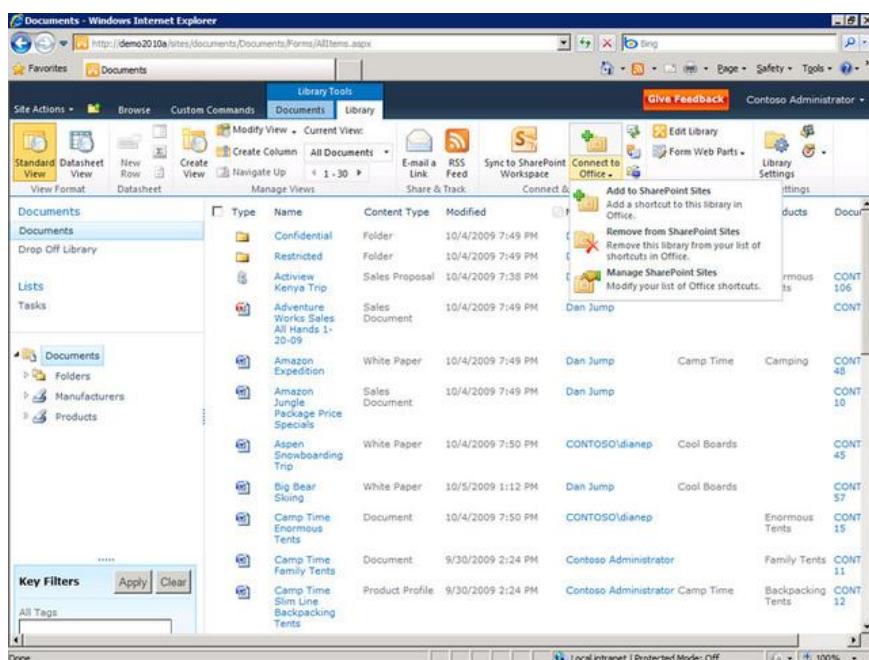 Documents - Windows Internet Explorer
http://demo2010a/sites/documents/Documents/Forms/AllItems.aspx
Bing
Favorites
Documents
Page
Safety
Tools
Library Tools
Site Actions
Browse
Custom Commands
Documents
Library
Give Feedback
Contoso Administrator
Standard View
Datasheet View
New Row
Create View
Modify View
Create Column
Navigate Up
Current View:
All Documents
1 - 30
E-mail a Link
RSS Feed
Sync to SharePoint Workspace
Connect to Office
Edit Library
Form Web Parts
Library Settings
View Format
Datasheet
Manage Views
Share & Track
Connect &
ttings
Add to SharePoint Sites
Add a shortcut to this library in
Office.
Remove from SharePoint Sites
Remove this library from your list of
shortcuts in Office.
Manage SharePoint Sites
Modify your list of Office shortcuts.
Documents
Documents
Drop Off Library
Lists
Tasks
Documents
Folders
Manufacturers
Products
Key Filters
Apply
Clear
All Tags
Type Name Content Type Modified ducts Docu
Confidential Folder 10/4/2009 7:49 PM
Restricted Folder 10/4/2009 7:49 PM
Actiview Sales Proposal 10/4/2009 7:38 PM rmous CONT
Kenya Trip ts 106
Adventure Sales 10/4/2009 7:49 PM Dan Jump CONT
Works Sales Document
All Hands 1-
20-09
Amazon White Paper 10/4/2009 7:49 PM Dan Jump Camp Time Camping CONT
Expedition 48
Amazon Sales 10/4/2009 7:49 PM Dan Jump CONT
Jungle Document 10
Package Price
Specials
Aspen White Paper 10/4/2009 7:50 PM CONTOSO\dianep Cool Boards CONT
Snowboarding 45
Trip
Big Bear White Paper 10/5/2009 1:12 PM Dan Jump Cool Boards CONT
Skiing 57
Camp Time Document 10/4/2009 7:50 PM CONTOSO\dianep Enormous CONT
Enormous Tents 15
Tents
Camp Time Document 9/30/2009 2:24 PM Contoso Administrator Family Tents CONT
Family Tents 11
Camp Time Product Profile 9/30/2009 2:24 PM Contoso Administrator Camp Time Backpacking CONT
Slim Line Tents 12
Backpacking
Tents
Done
Local intranet | Protected Mode: Off
100%